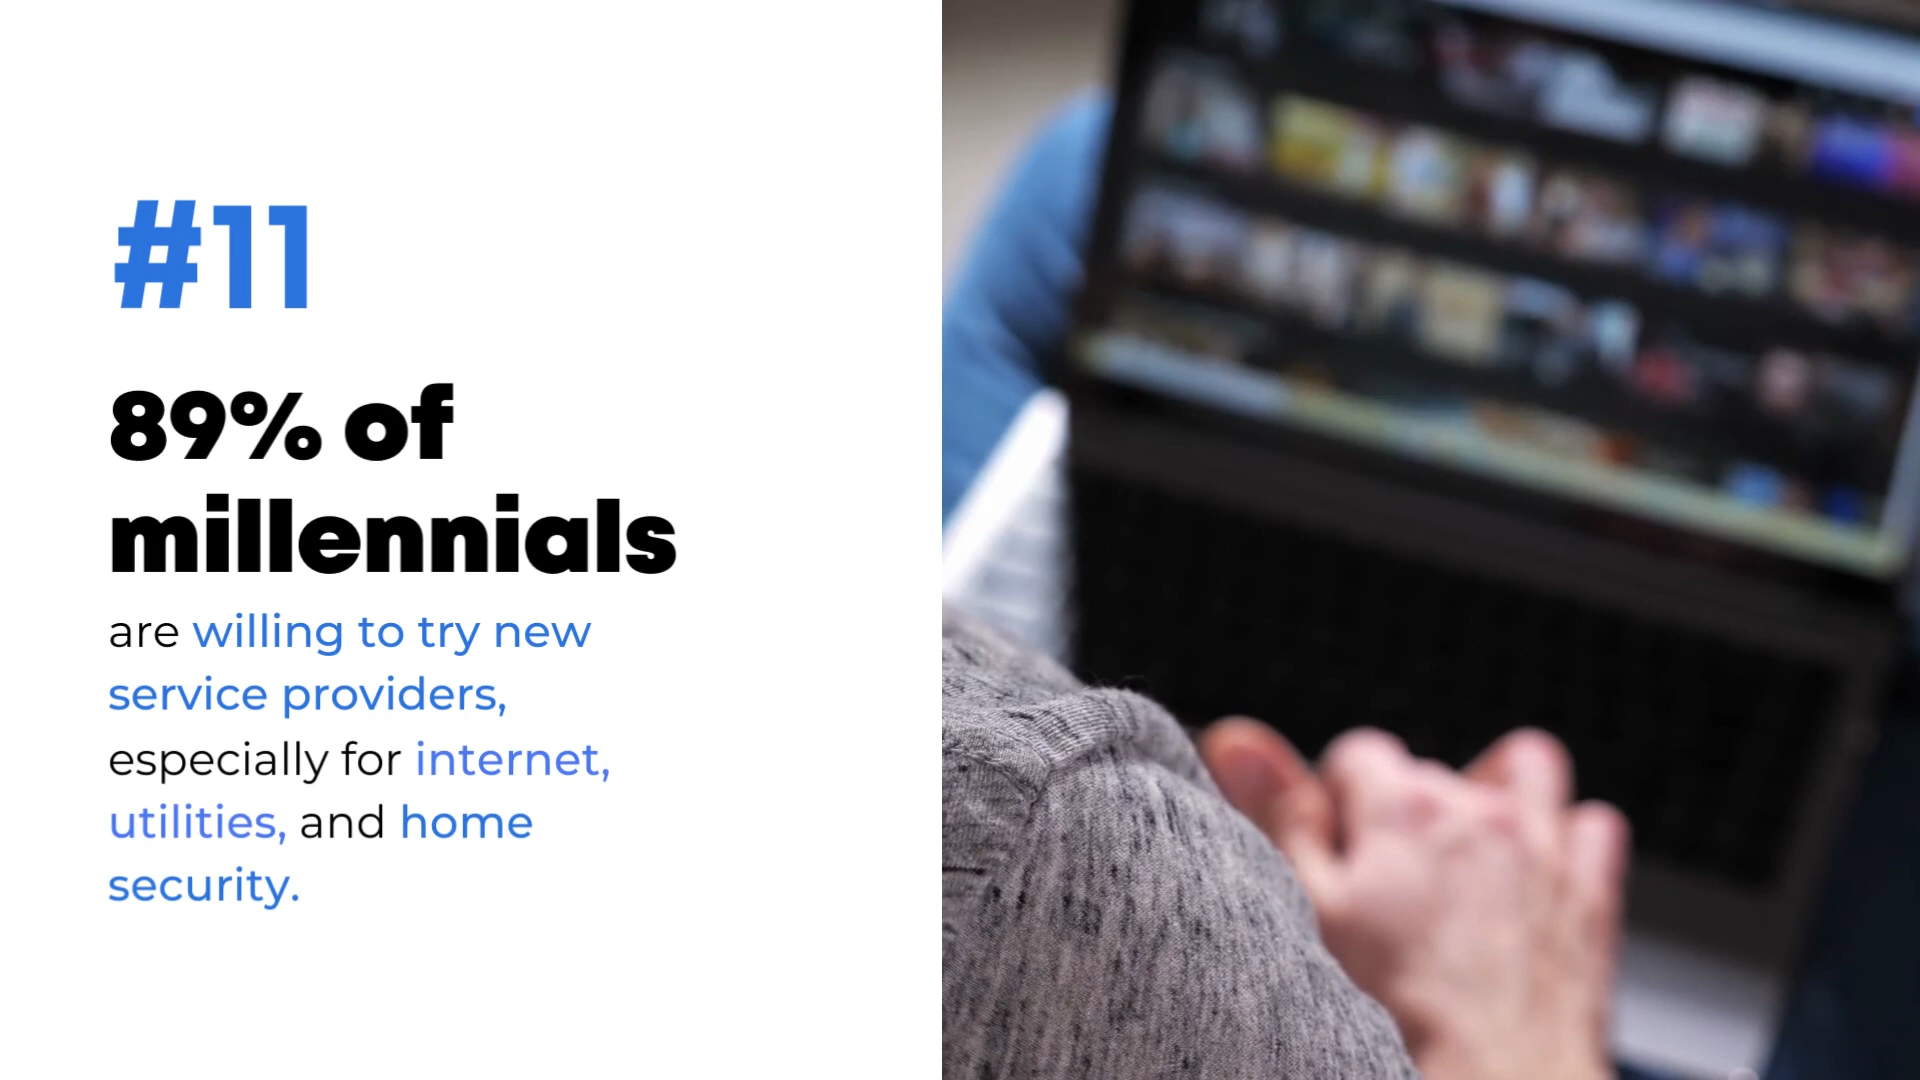 #11
89% of
millennials
are willing to try new
service providers,
especially for internet,
utilities, and home
security.